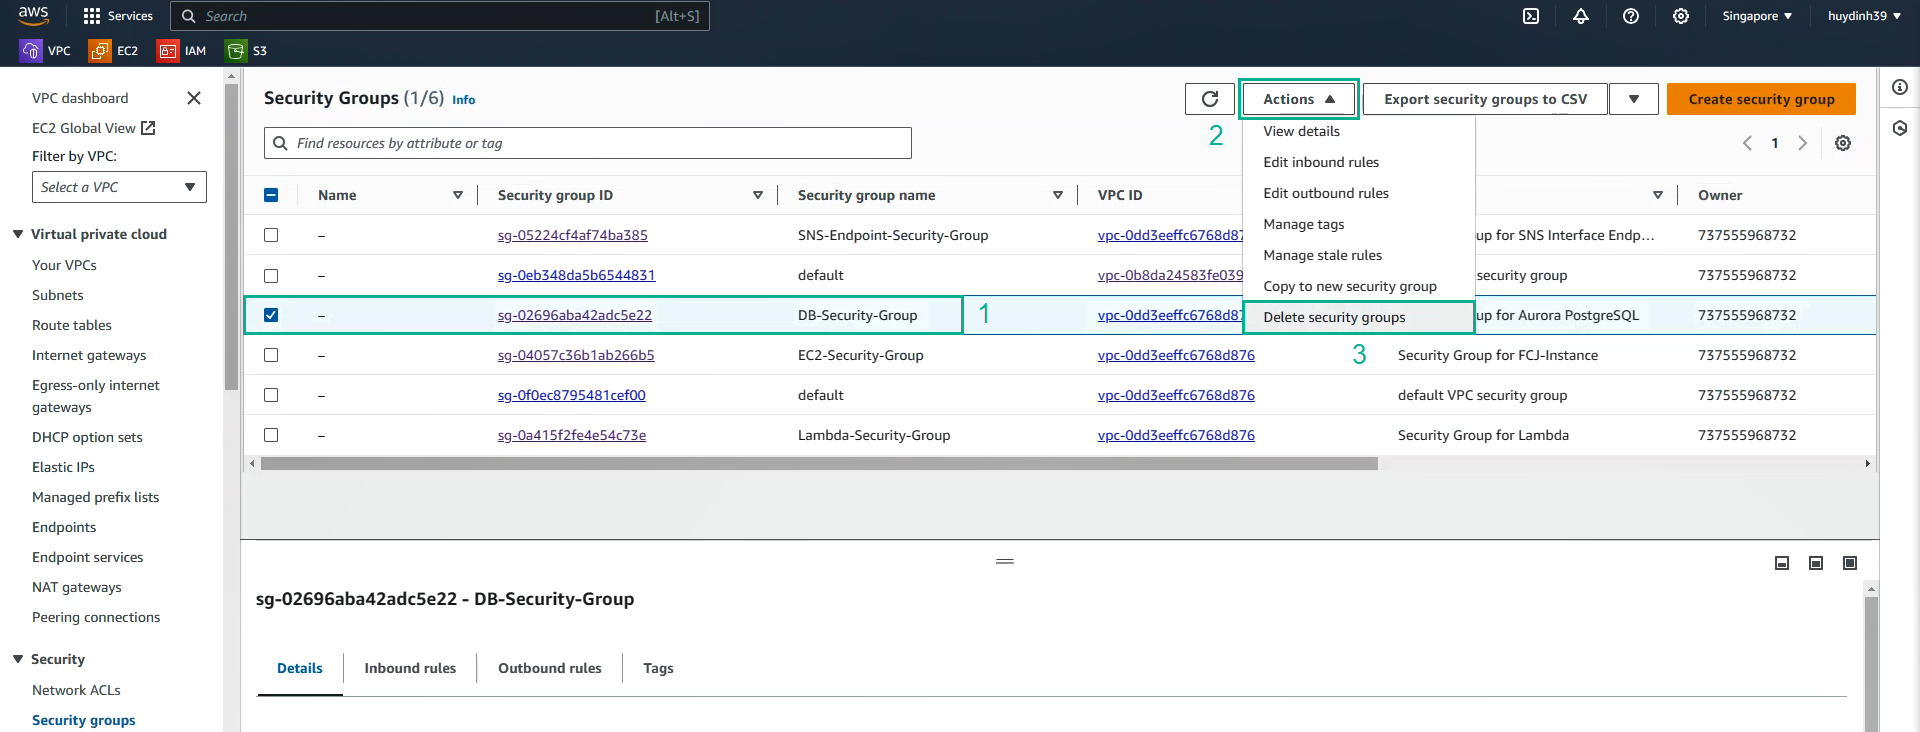 aws
Services
Search
[Alt+S]
Singapore
huydinh39
VPC
EC2
IAM
S3
VPC dashboard
EC2 Global View
Filter by VPC:
Select a VPC
Virtual private cloud
Your VPCs
Subnets
Route tables
Internet gateways
Egress-only internet
gateways
DHCP option sets
Elastic IPs
Managed prefix lists
Endpoints
Endpoint services
NAT gateways
Peering connections
Security
Network ACLs
Security groups
Security Groups (1/6) Info
Actions
Export security groups to CSV
Create security group
2
Find resources by attribute or tag
1
View details
Edit inbound rules
Edit outbound rules
Manage tags
Manage stale rules
Copy to new security group
Delete security groups
3
Name Security group ID Security group name VPC ID Owner
– sg-05224cf4af74ba385 SNS-Endpoint-Security-Group vpc-0dd3eeffc6768d87 up for SNS Interface Endp... 737555968732
– sg-0eb348da5b6544831 default vpc-0b8da24583fe039 security group 737555968732
– sg-02696aba42adc5e22 DB-Security-Group 1 vpc-0dd3eeffc6768d87 up for Aurora PostgreSQL 737555968732
– sg-04057c36b1ab266b5 EC2-Security-Group vpc-0dd3eeffc6768d876 Security Group for FCJ-Instance 737555968732
– sg-0f0ec8795481cef00 default vpc-0dd3eeffc6768d876 default VPC security group 737555968732
– sg-0a415f2fe4e54c73e Lambda-Security-Group vpc-0dd3eeffc6768d876 Security Group for Lambda 737555968732
sg-02696aba42adc5e22 - DB-Security-Group
Details
Inbound rules
Outbound rules
Tags